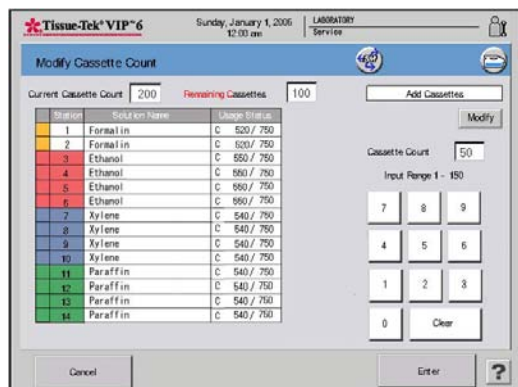 Tissue-Tek® VIP™6
Sunday, January 1, 2006
12:00 am
LABORATORY
Service
Modify Cassette Count
Current Cassette Count 200 Remaining Cassettes 100 Add Cassettes
Station Solution Name Usage Status
Modify
1 Formalin C 520/ 750
2 Formalin C 520/ 750
3 Ethanol C 550/ 750
4 Ethanol C 550/ 750
5 Ethanol C 550/ 750
6 Ethanol C 550/ 750
7 Xylene C 540/ 750
8 Xylene C 540/ 750
9 Xylene C 540/ 750
10 Xylene C 540/ 750
11 Paraffin C 540/ 750
12 Paraffin C 540/ 750
13 Paraffin C 540/ 750
14 Paraffin C 540/ 750
Cassette Count 50
Input Range 1 - 150
7 8 9
4 5 6
1 2 3
0 Clear
Cancel Enter ?